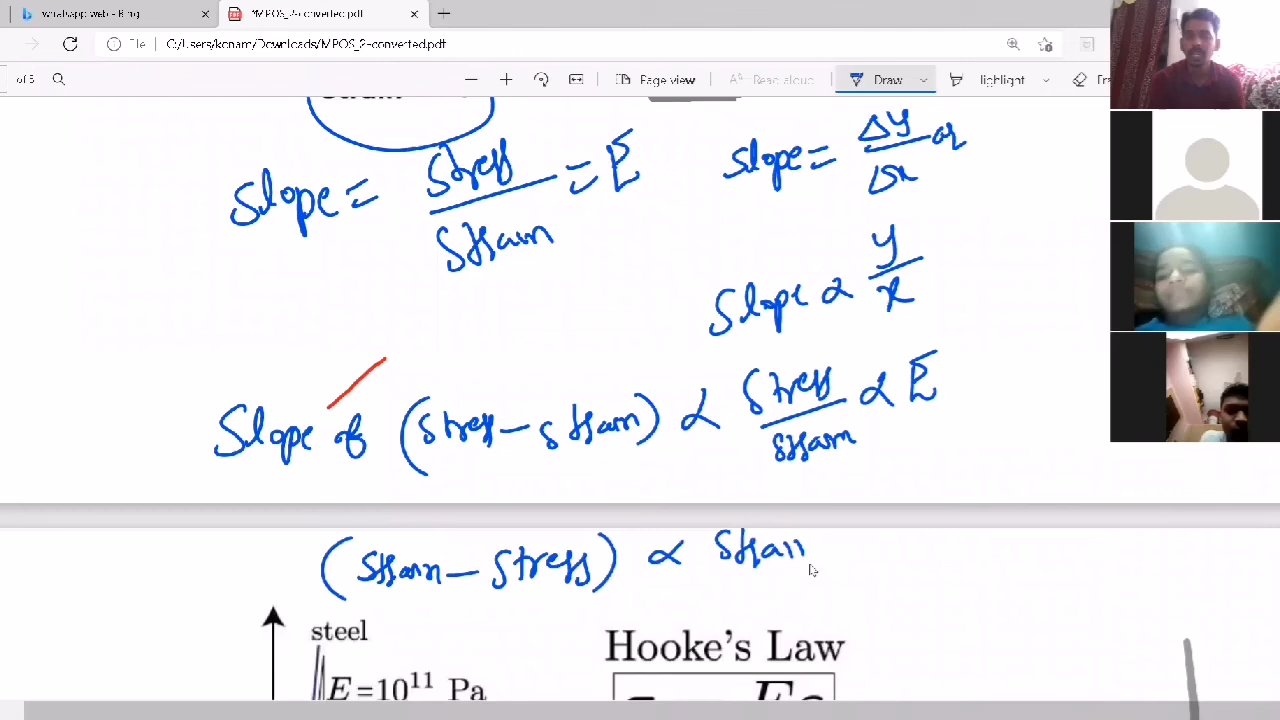 whatsapp web - Bing
MPOS_2-converted.pdf
File
C:/Users/konam/Downloads/MPOS_2-converted.pdf
of 5
Page view
Read aloud
Draw
Highlight
Slope = Stress / Strain = E
Slope = Δy / Δx or
Slope ∝ y / x
Slope of (Stress - Strain) ∝ Stress / Strain ∝ E
(Strain - Stress) ∝ Strain
steel
E=10¹¹ Pa
Hooke's Law